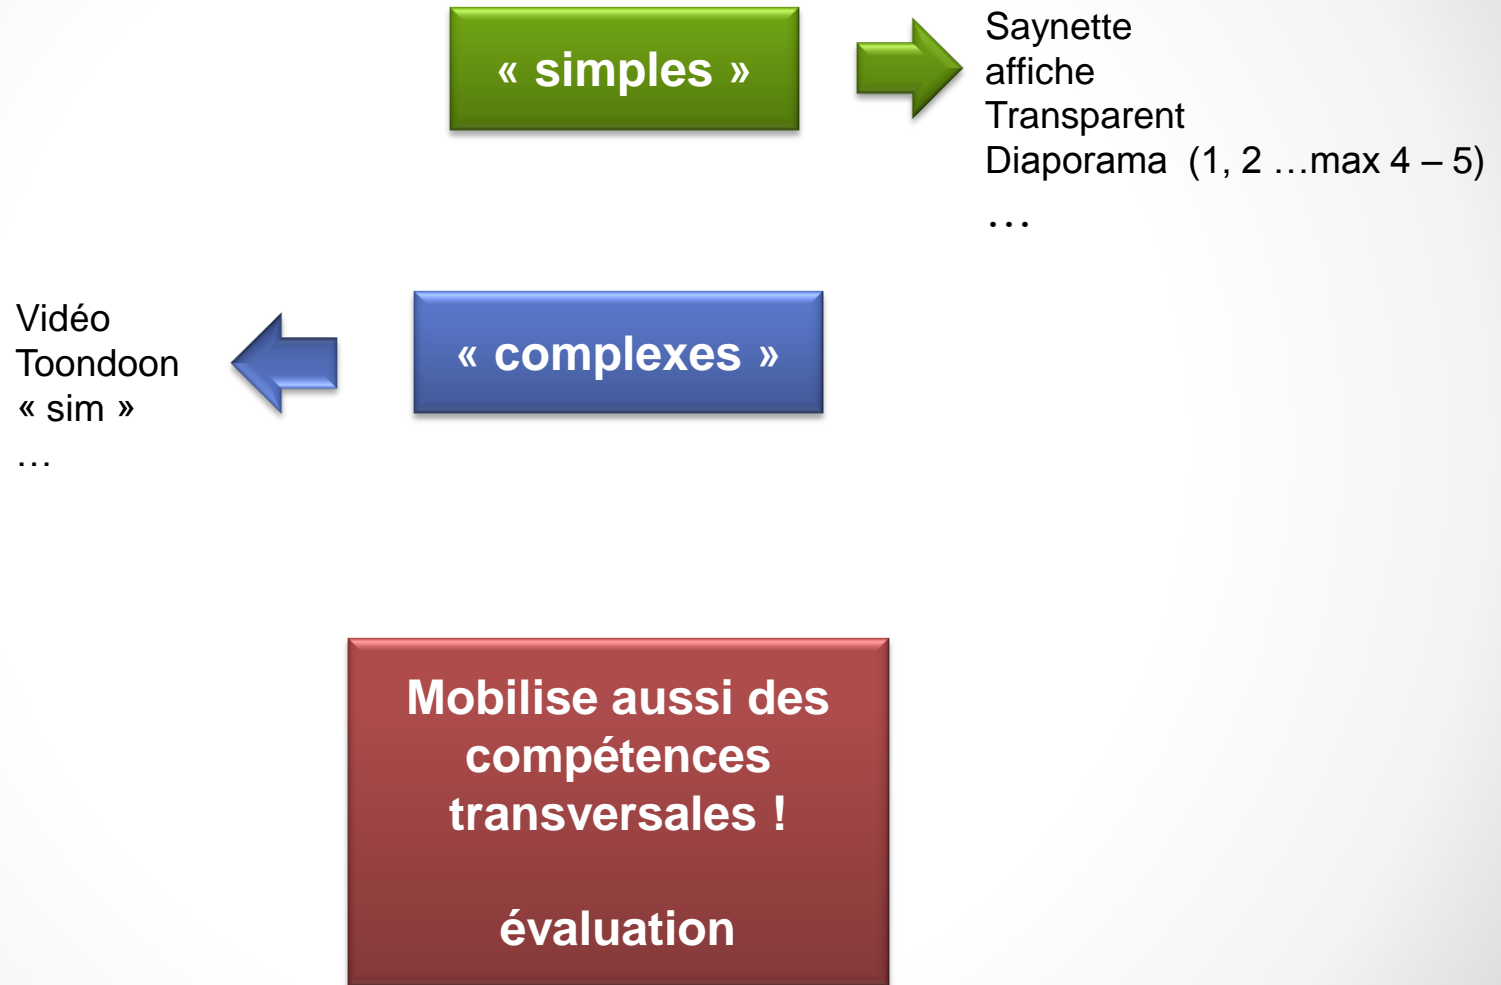 « simples »
Saynette
affiche
Transparent
Diaporama (1, 2 …max 4 – 5)
…
Vidéo
Toondoon
« sim »
…
« complexes »
Mobilise aussi des
compétences
transversales !
évaluation